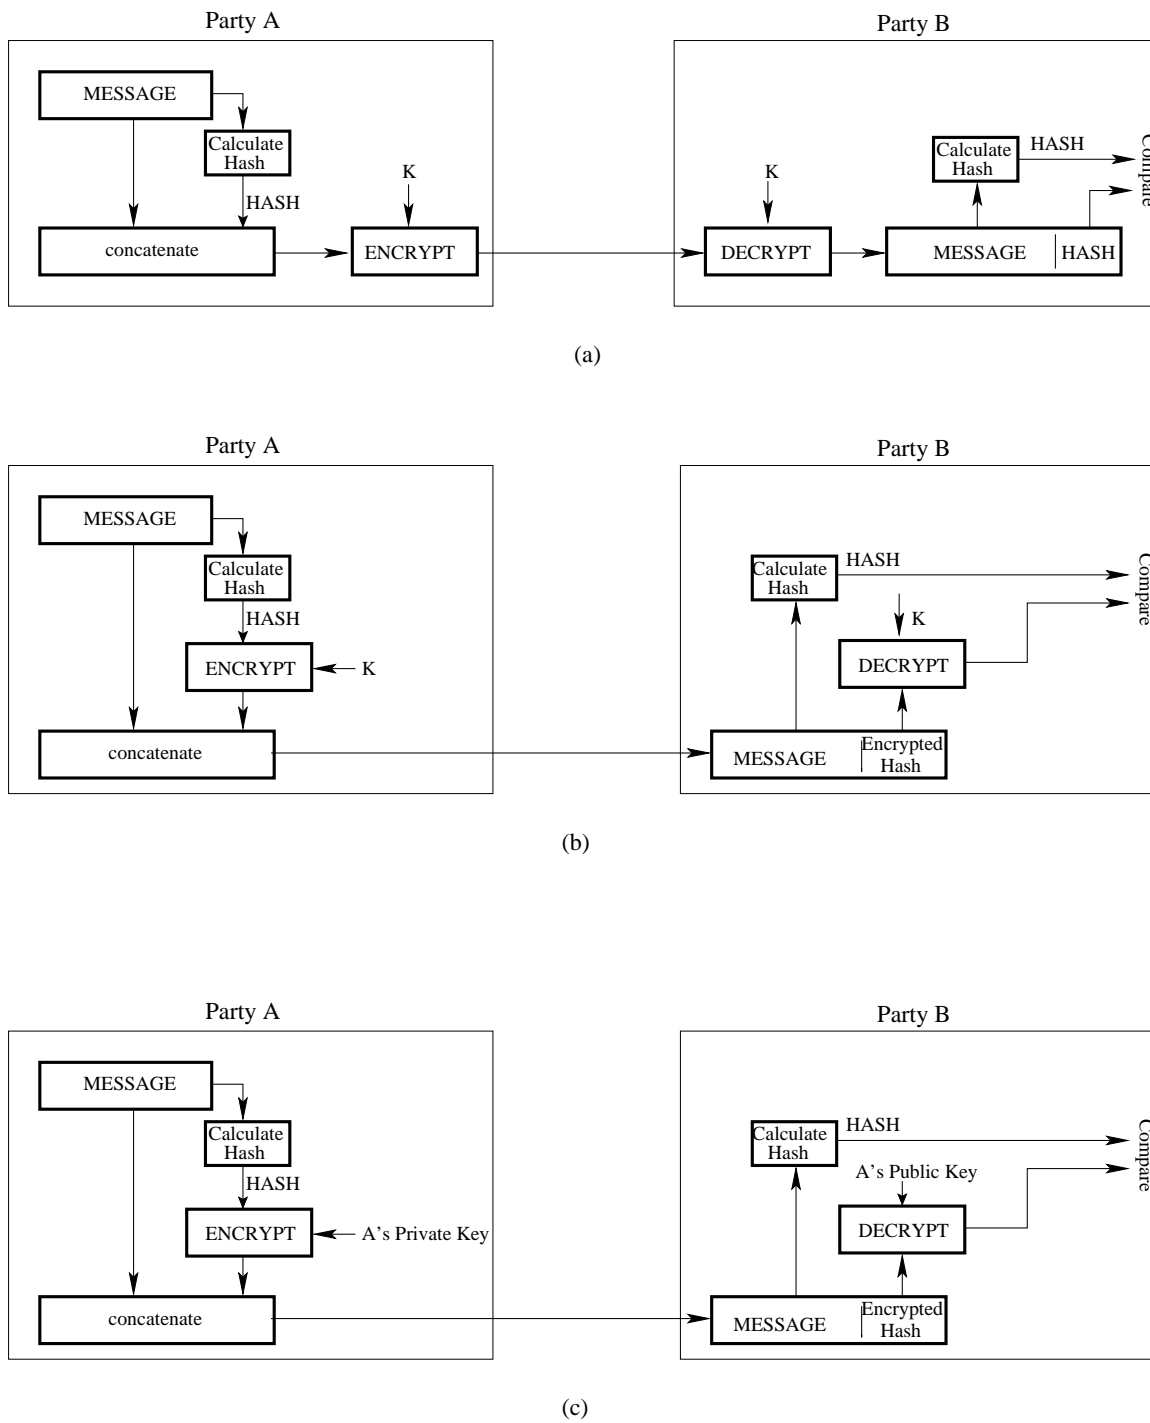 Party A
Party B
MESSAGE
Calculate
Hash
HASH
K
concatenate
ENCRYPT
K
DECRYPT
Calculate
Hash
HASH
MESSAGE
HASH
Compare
(a)
Party A
Party B
MESSAGE
Calculate
Hash
HASH
ENCRYPT
K
concatenate
Calculate
Hash
HASH
K
DECRYPT
MESSAGE
Encrypted
Hash
Compare
(b)
Party A
Party B
MESSAGE
Calculate
Hash
HASH
ENCRYPT
A's Private Key
concatenate
Calculate
Hash
HASH
A's Public Key
DECRYPT
MESSAGE
Encrypted
Hash
Compare
(c)